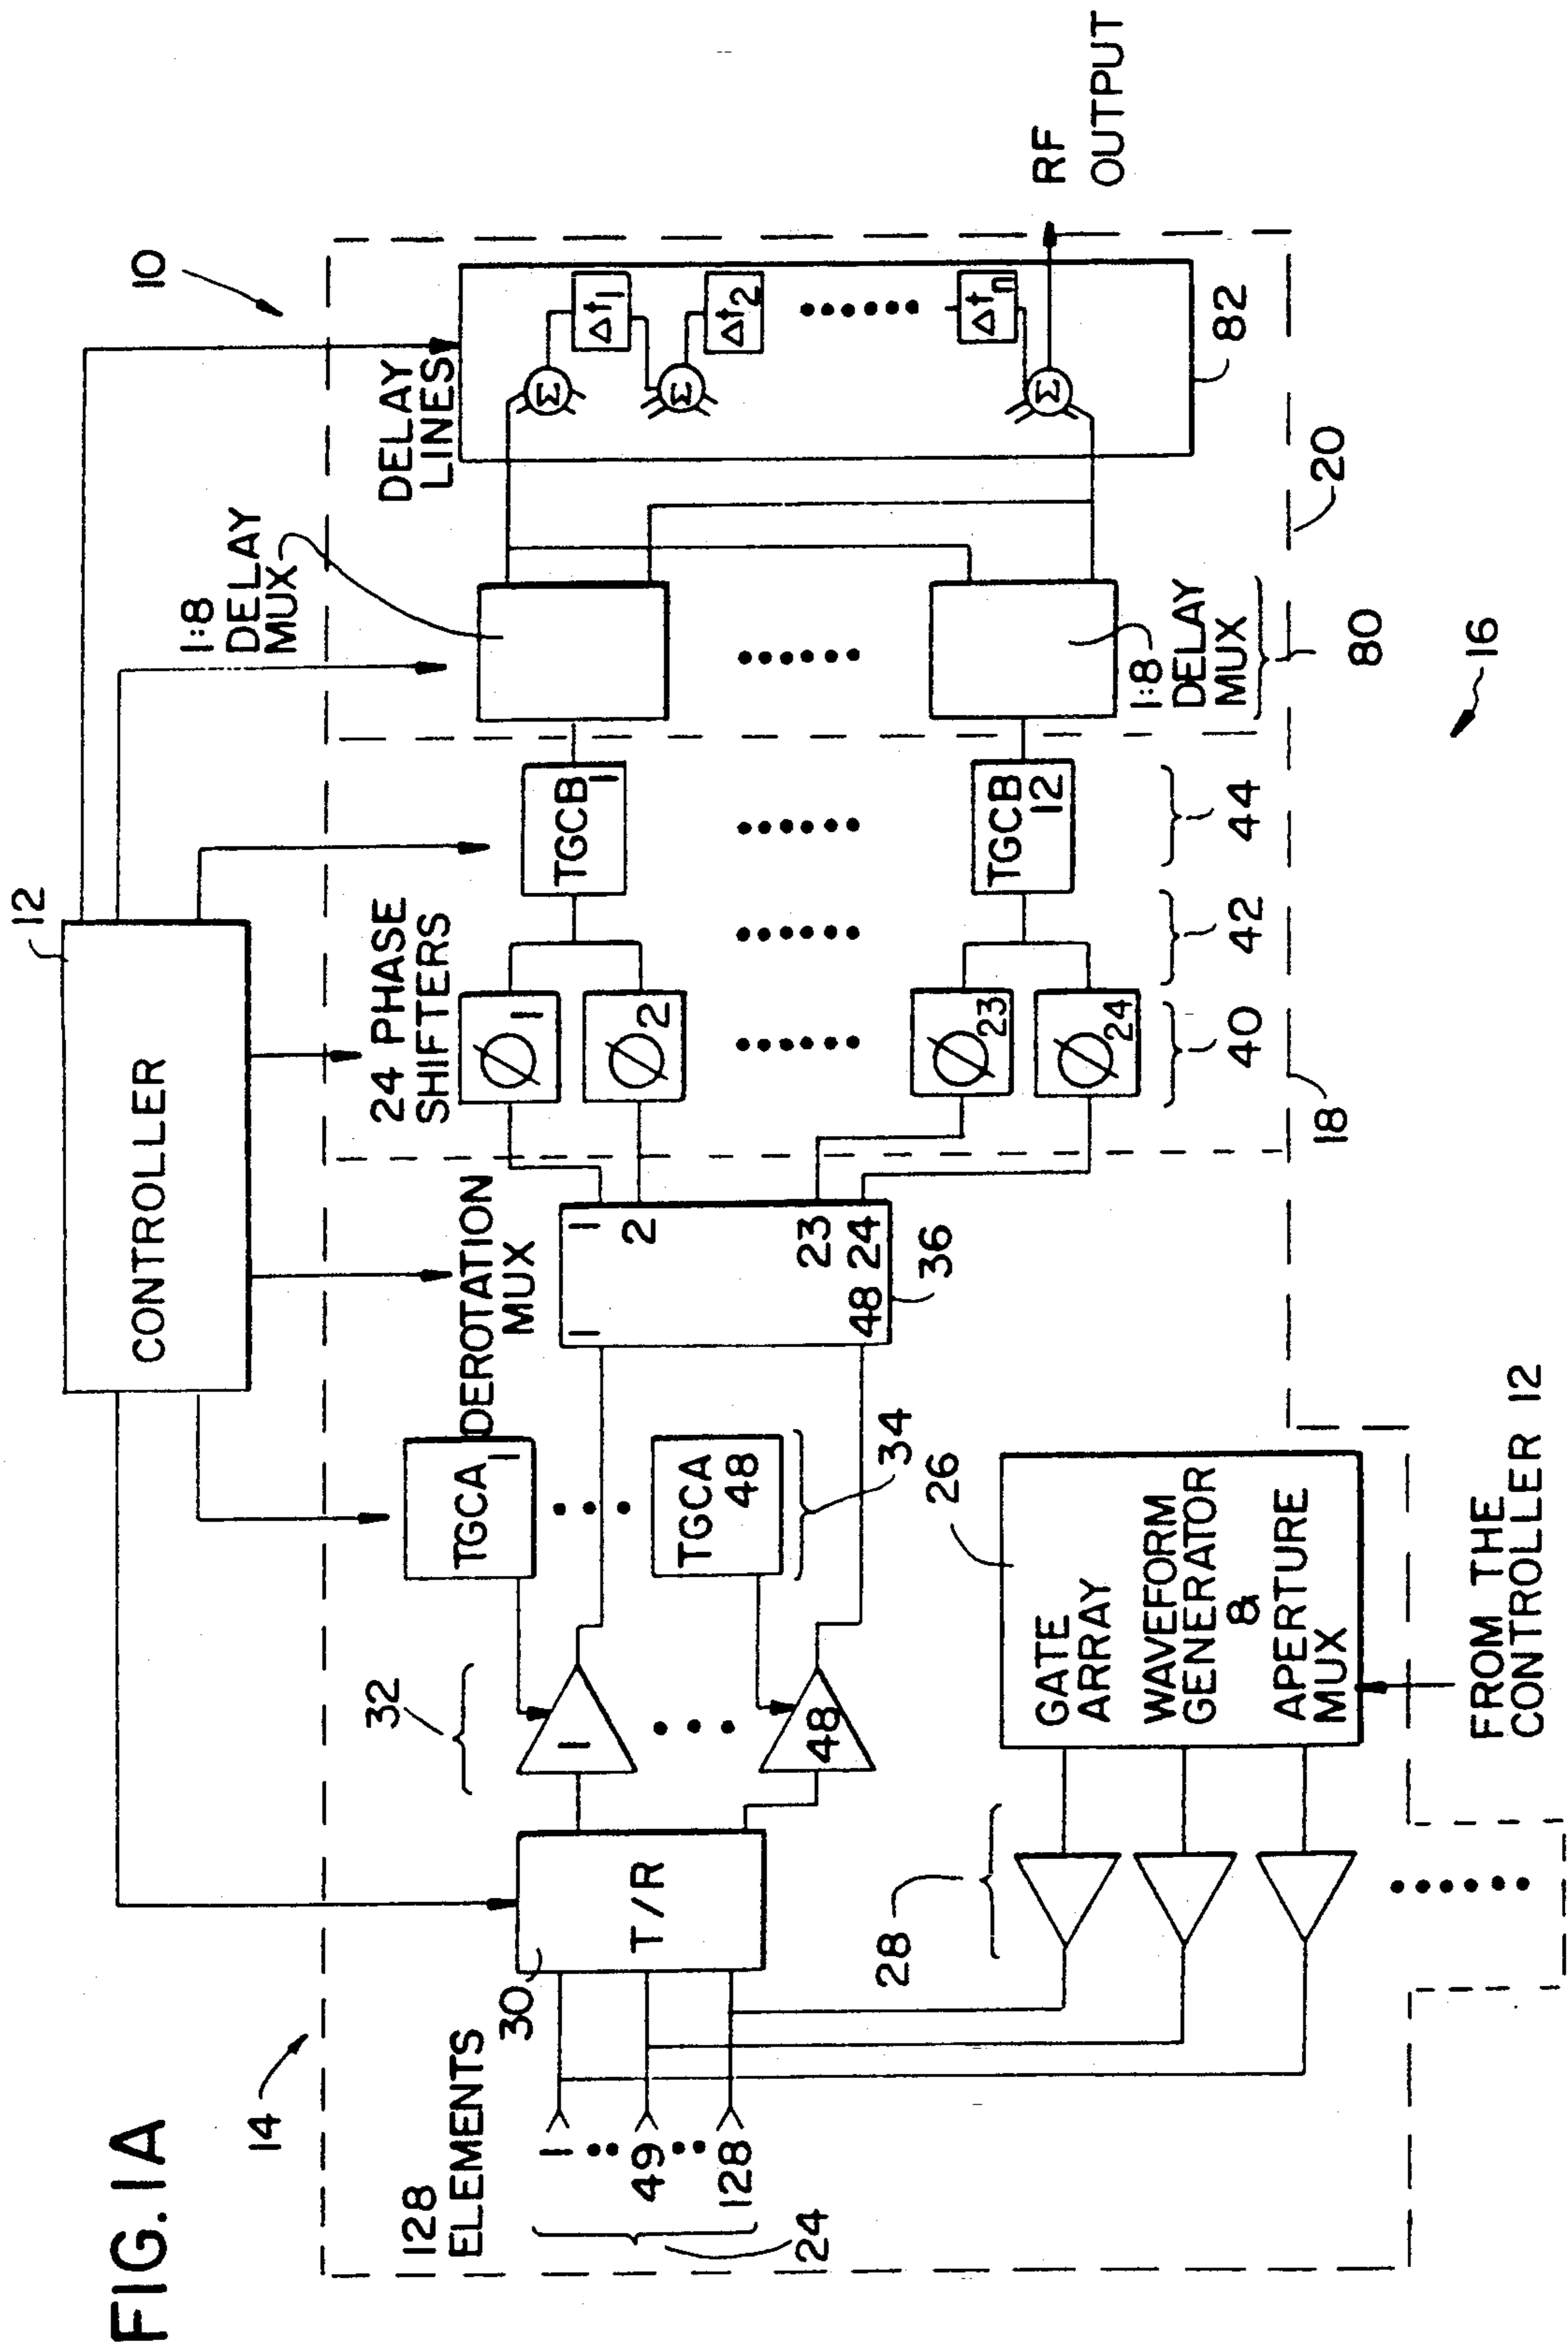 FIG.1A
10
12
CONTROLLER
14
128
ELEMENTS
1
49
128
24
30
T/R
32
1
48
TGCA
1
TGCA
48
34
DEROTATION
MUX
1
48
1
2
23
24
36
24 PHASE
SHIFTERS
Ø1
Ø2
Ø23
Ø24
40
42
TGCB
1
TGCB
12
44
1:8
DELAY
MUX
1:8
DELAY
MUX
80
DELAY
LINES
Σ
Δt1
Σ
Δt2
Δtn
Σ
82
RF
OUTPUT
20
18
16
28
26
GATE
ARRAY
WAVEFORM
GENERATOR
&
APERTURE
MUX
FROM THE
CONTROLLER 12